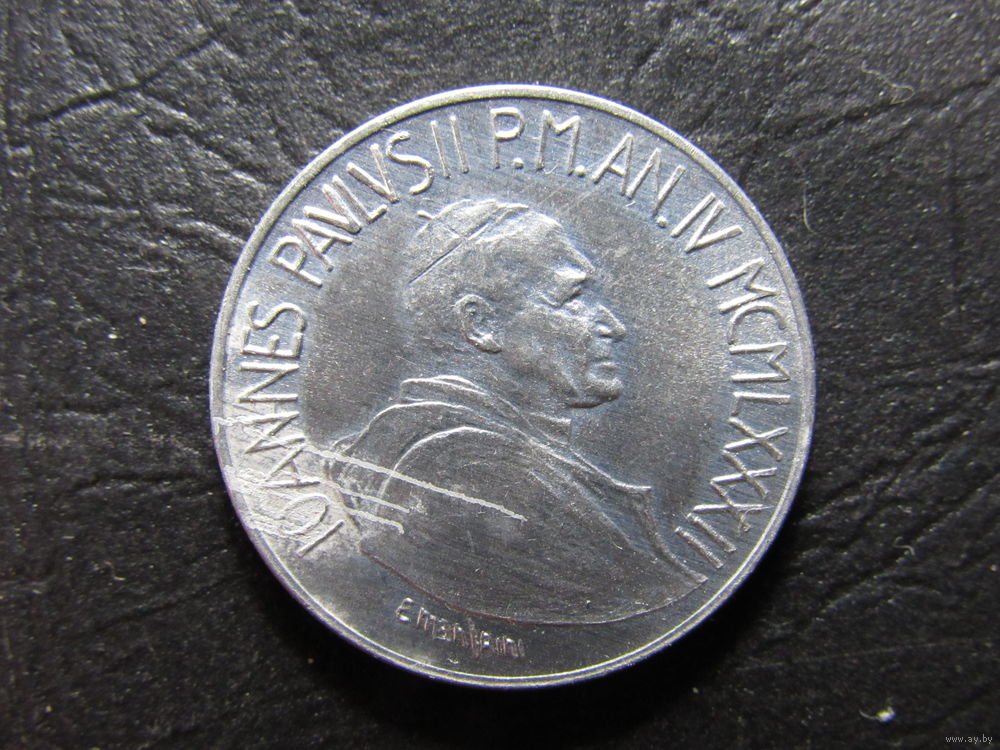 IOANNES PAVLVS II P.M. AN. IV MCMLXXXII
E MANFRINI
www.ay.by